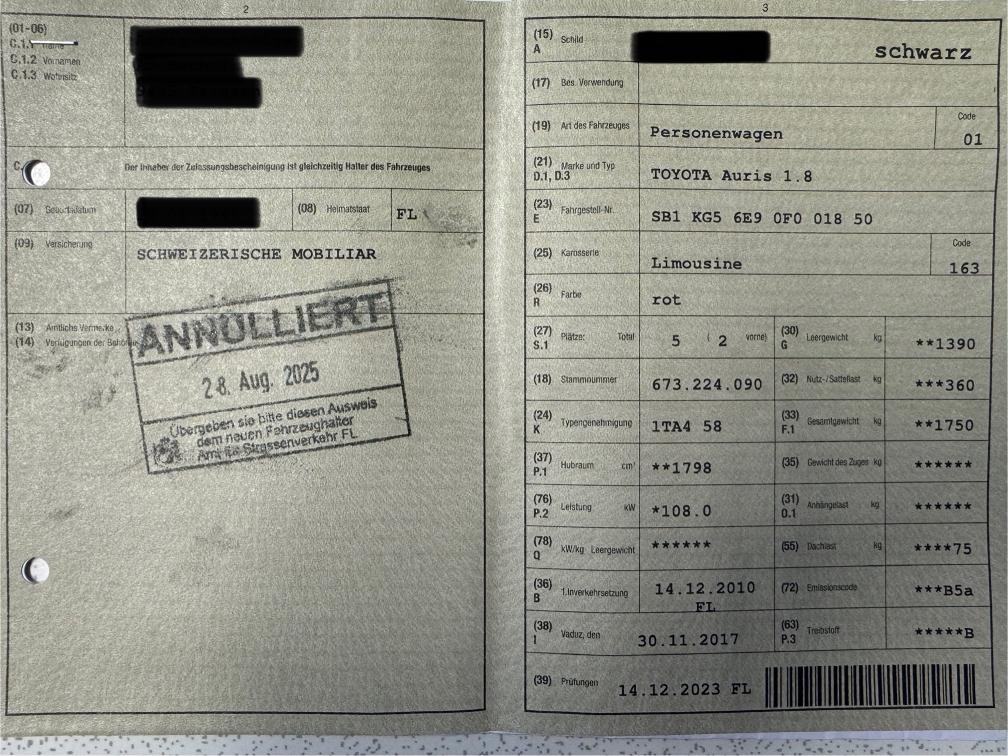 2
(01-06)
C.1.1 Name
C.1.2 Vornamen
C.1.3 Wohnsitz
C.
Der Inhaber der Zulassungsbescheinigung ist gleichzeitig Halter des Fahrzeuges
(07) Geburtsdatum
(08) Heimatstaat FL
(09) Versicherung
SCHWEIZERISCHE MOBILIAR
(13) Amtliche Vermerke
(14) Verfügungen der Behörde
ANNULLIERT
28. Aug. 2025
Übergeben sie bitte diesen Ausweis
dem neuen Fahrzeughalter
Amt für Strassenverkehr FL
3
(15) A Schild schwarz
(17) Bes. Verwendung
(19) Art des Fahrzeuges Personenwagen Code 01
(21) D.1, D.3 Marke und Typ TOYOTA Auris 1.8
(23) E Fahrgestell-Nr. SB1 KG5 6E9 0F0 018 50
(25) Karosserie Limousine Code 163
(26) R Farbe rot
(27) S.1 Plätze: Total 5 ( 2 vorne)
(30) G Leergewicht kg **1390
(18) Stammnummer 673.224.090
(32) Nutz-/Sattellast kg ***360
(24) K Typengenehmigung 1TA4 58
(33) F.1 Gesamtgewicht kg **1750
(37) P.1 Hubraum cm³ **1798
(35) Gewicht des Zuges kg ******
(76) P.2 Leistung kW *108.0
(31) O.1 Anhängelast kg ******
(78) Q kW/kg Leergewicht ******
(55) Dachlast kg ****75
(36) B 1.Inverkehrsetzung 14.12.2010 FL
(72) Emissionscode ***B5a
(38) I Vaduz, den 30.11.2017
(63) P.3 Treibstoff *****B
(39) Prüfungen 14.12.2023 FL